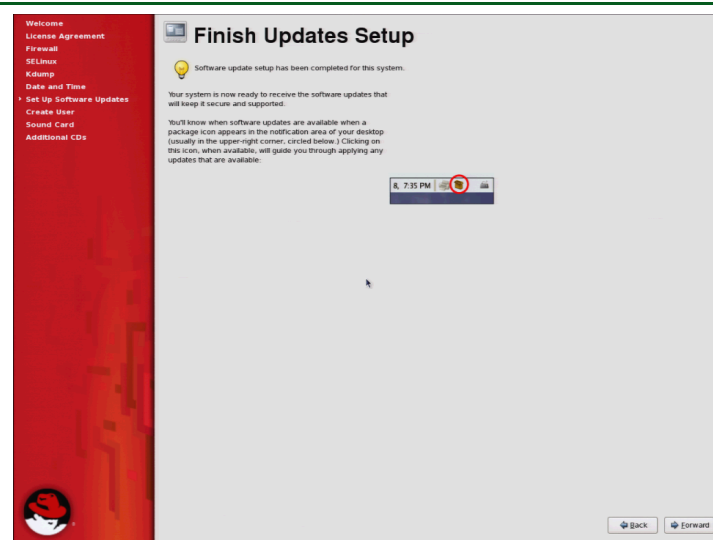 Welcome
License Agreement
Firewall
SELinux
Kdump
Date and Time
Set Up Software Updates
Create User
Sound Card
Additional CDs
Finish Updates Setup
Software update setup has been completed for this system.
Your system is now ready to receive the software updates that
will keep it secure and supported.
You'll know when software updates are available when a
package icon appears in the notification area of your desktop
(usually in the upper-right corner, circled below.) Clicking on
this icon, when available, will guide you through applying any
updates that are available:
8, 7:35 PM
Back
Forward